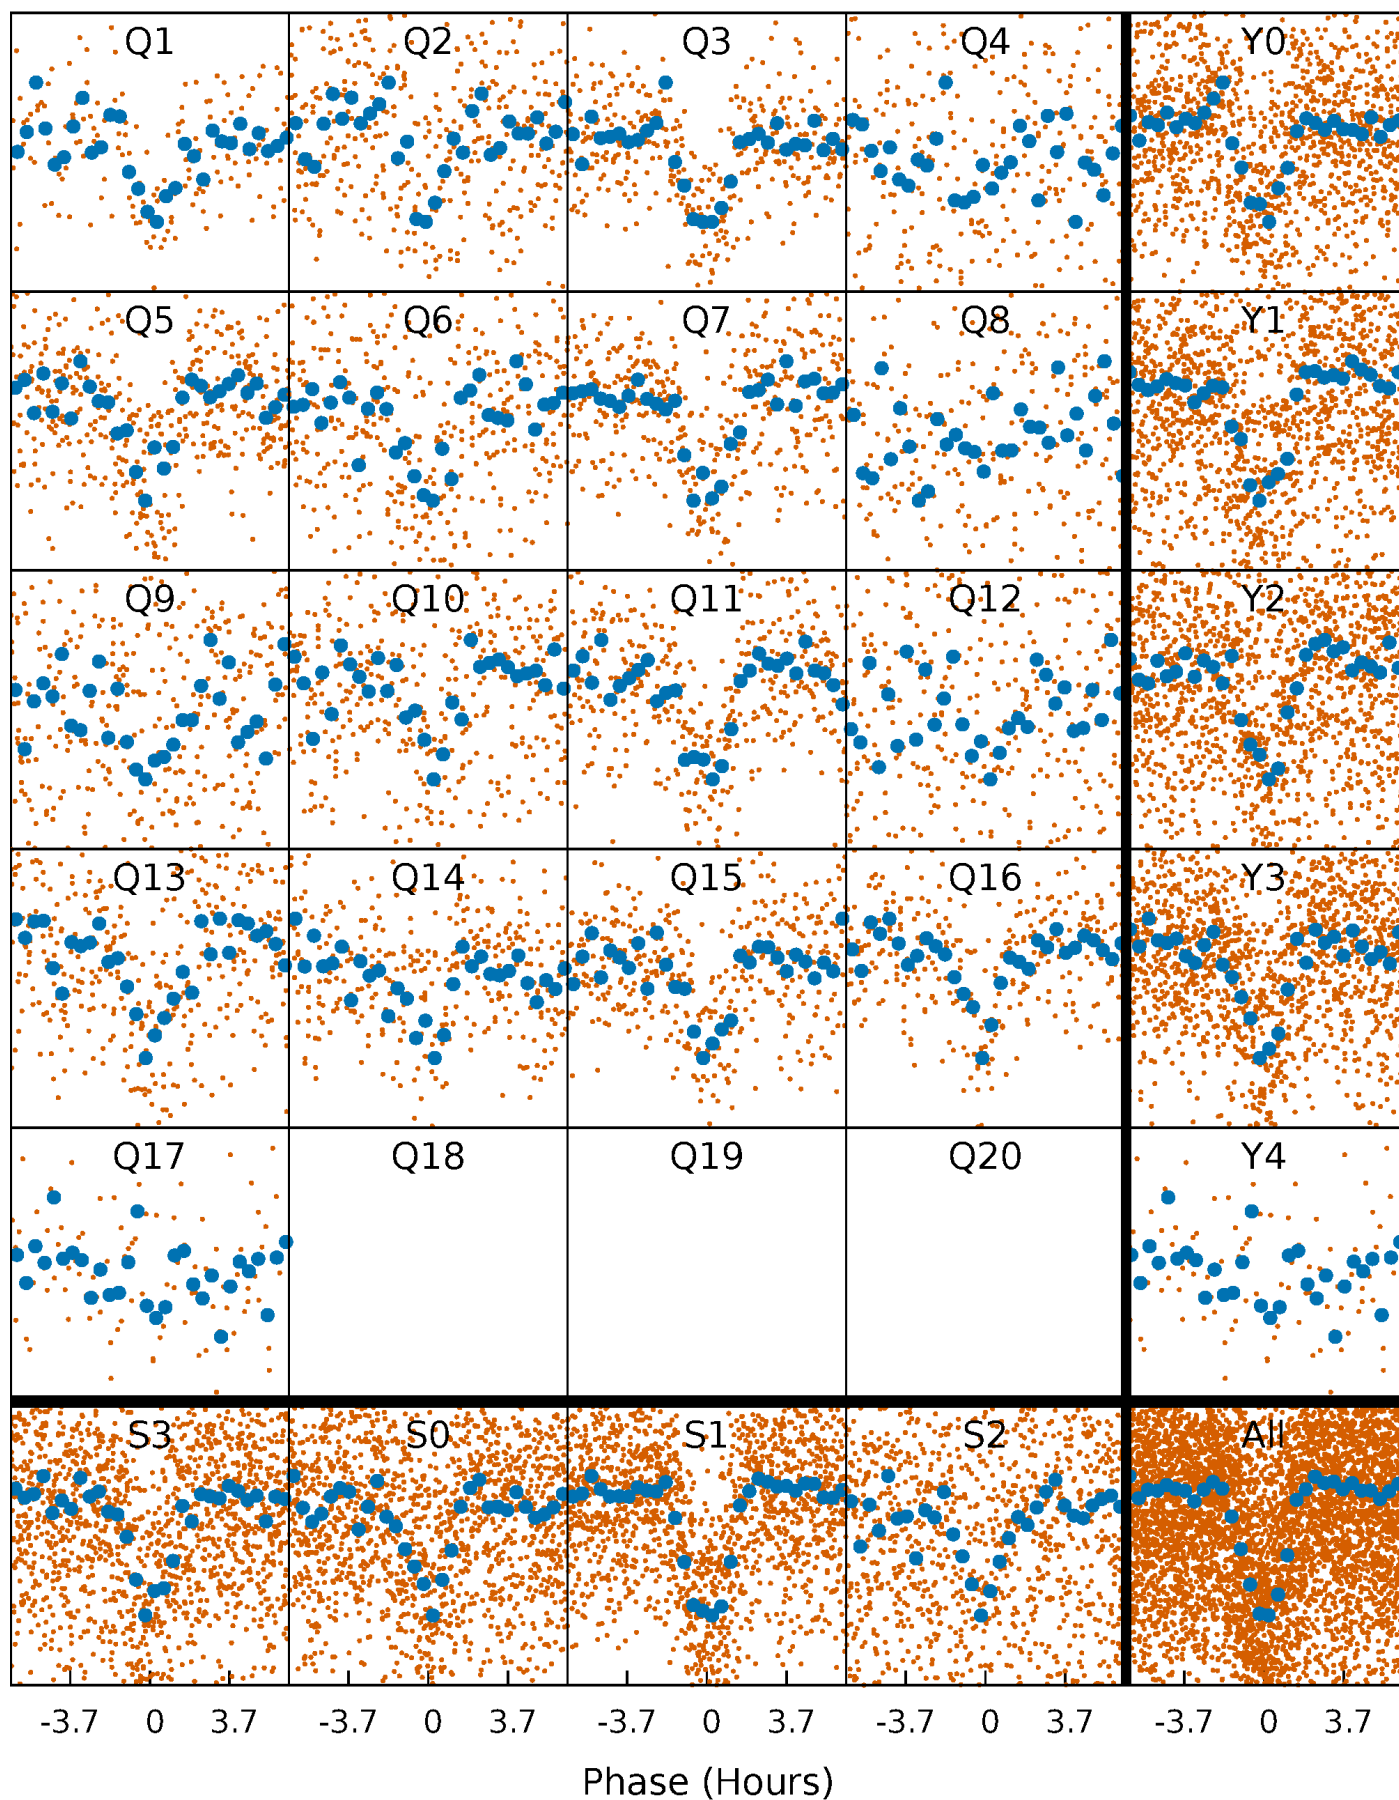 Q1 Q2 Q3 Q4 Y0
Q5 Q6 Q7 Q8 Y1
Q9 Q10 Q11 Q12 Y2
Q13 Q14 Q15 Q16 Y3
Q17 Q18 Q19 Q20 Y4
S3 S0 S1 S2 All
-3.7 0 3.7 -3.7 0 3.7 -3.7 0 3.7 -3.7 0 3.7 -3.7 0 3.7
Phase (Hours)